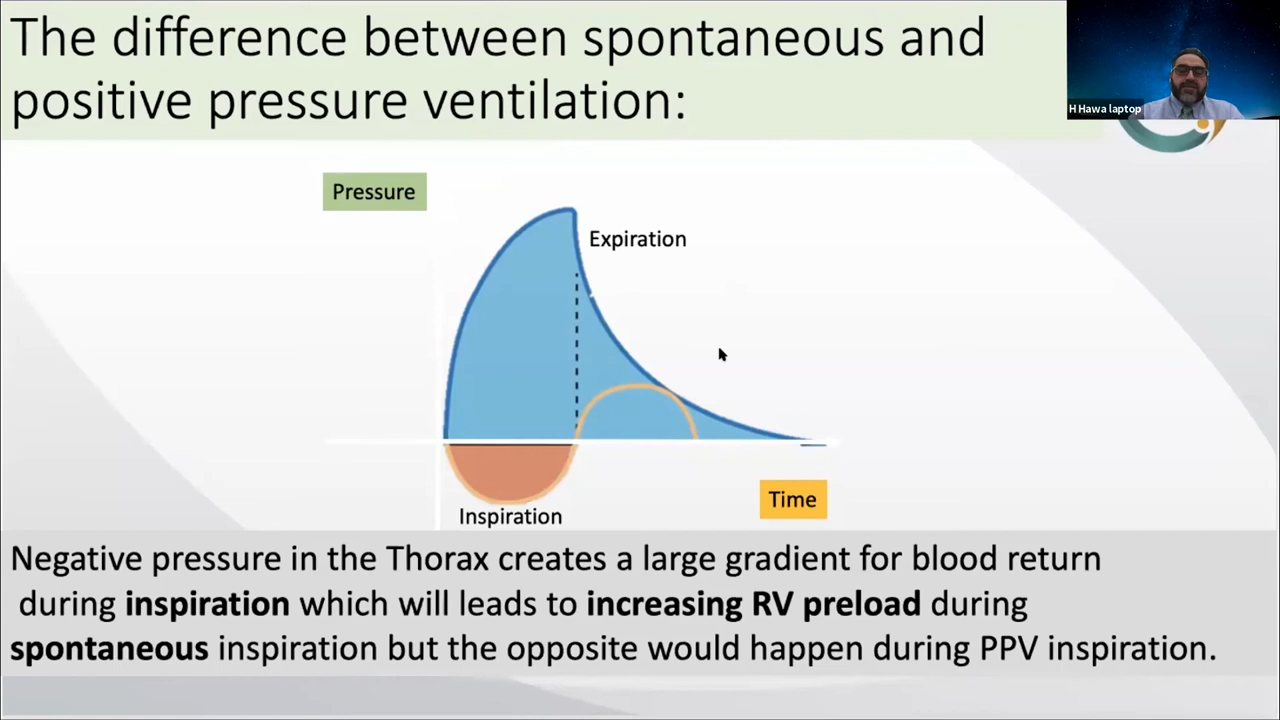 The difference between spontaneous and
positive pressure ventilation:
H Hawa laptop
Pressure
Expiration
Time
Inspiration
Negative pressure in the Thorax creates a large gradient for blood return
during inspiration which will leads to increasing RV preload during
spontaneous inspiration but the opposite would happen during PPV inspiration.